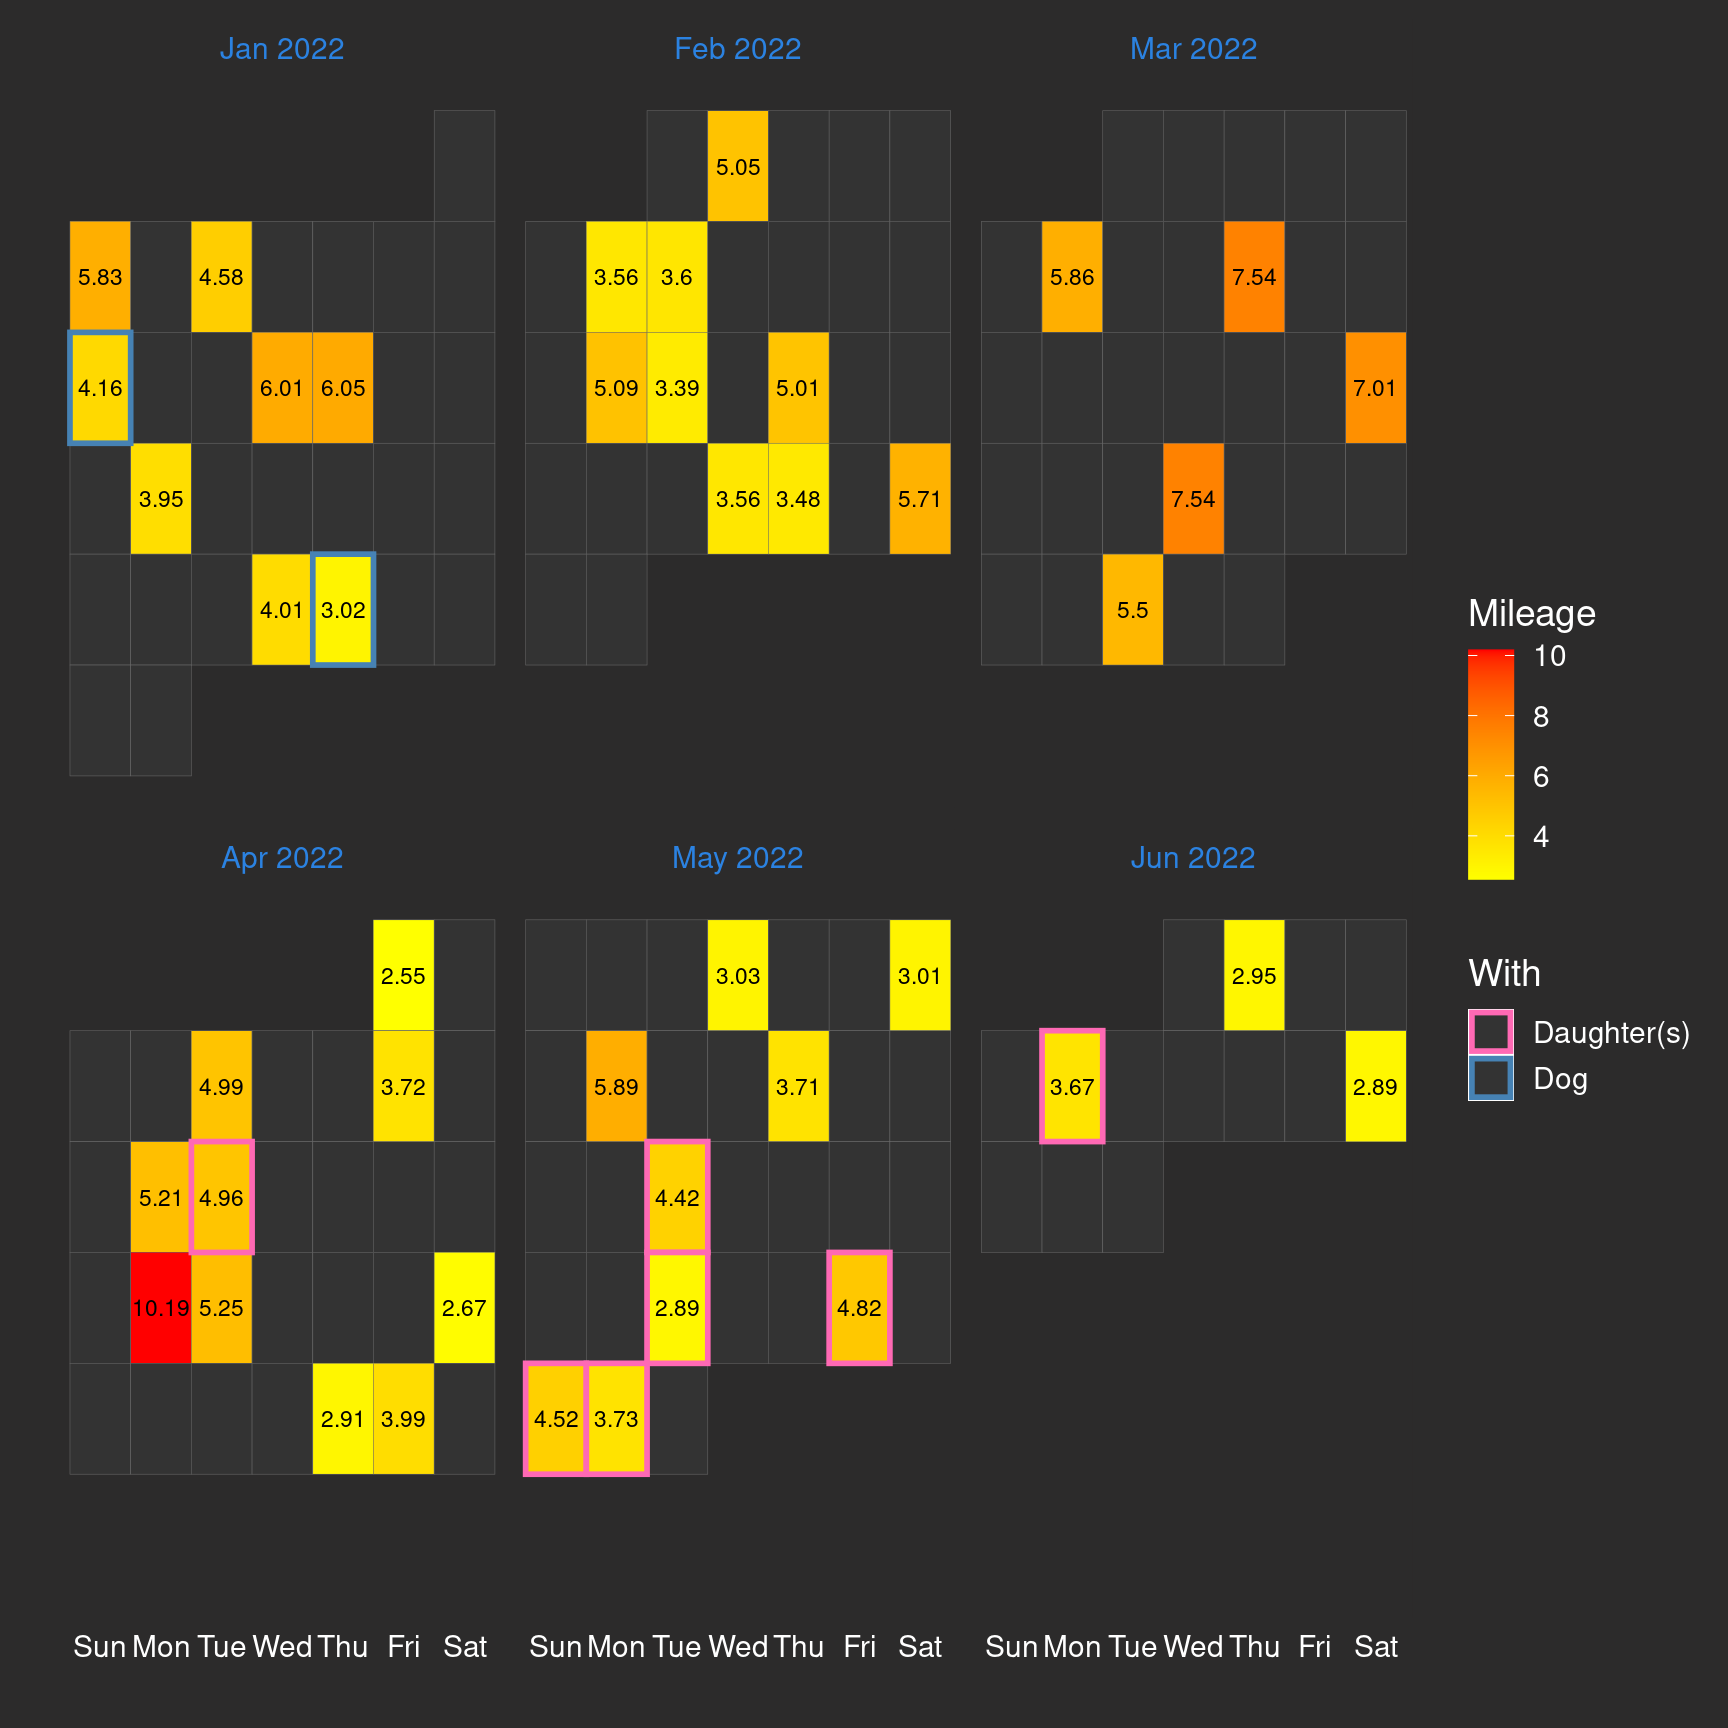 Jan 2022 Feb 2022 Mar 2022
5.05
5.83 4.58 3.56 3.6 5.86 7.54
4.16 6.01 6.05 5.09 3.39 5.01 7.01
3.95 3.56 3.48 5.71 7.54
4.01 3.02 5.5
Apr 2022 May 2022 Jun 2022
2.55 3.03 3.01 2.95
4.99 3.72 5.89 3.71 3.67 2.89
5.21 4.96 4.42
10.19 5.25 2.67 2.89 4.82
2.91 3.99 4.52 3.73
Sun Mon Tue Wed Thu Fri Sat Sun Mon Tue Wed Thu Fri Sat Sun Mon Tue Wed Thu Fri Sat
Mileage
10
8
6
4
With
Daughter(s)
Dog